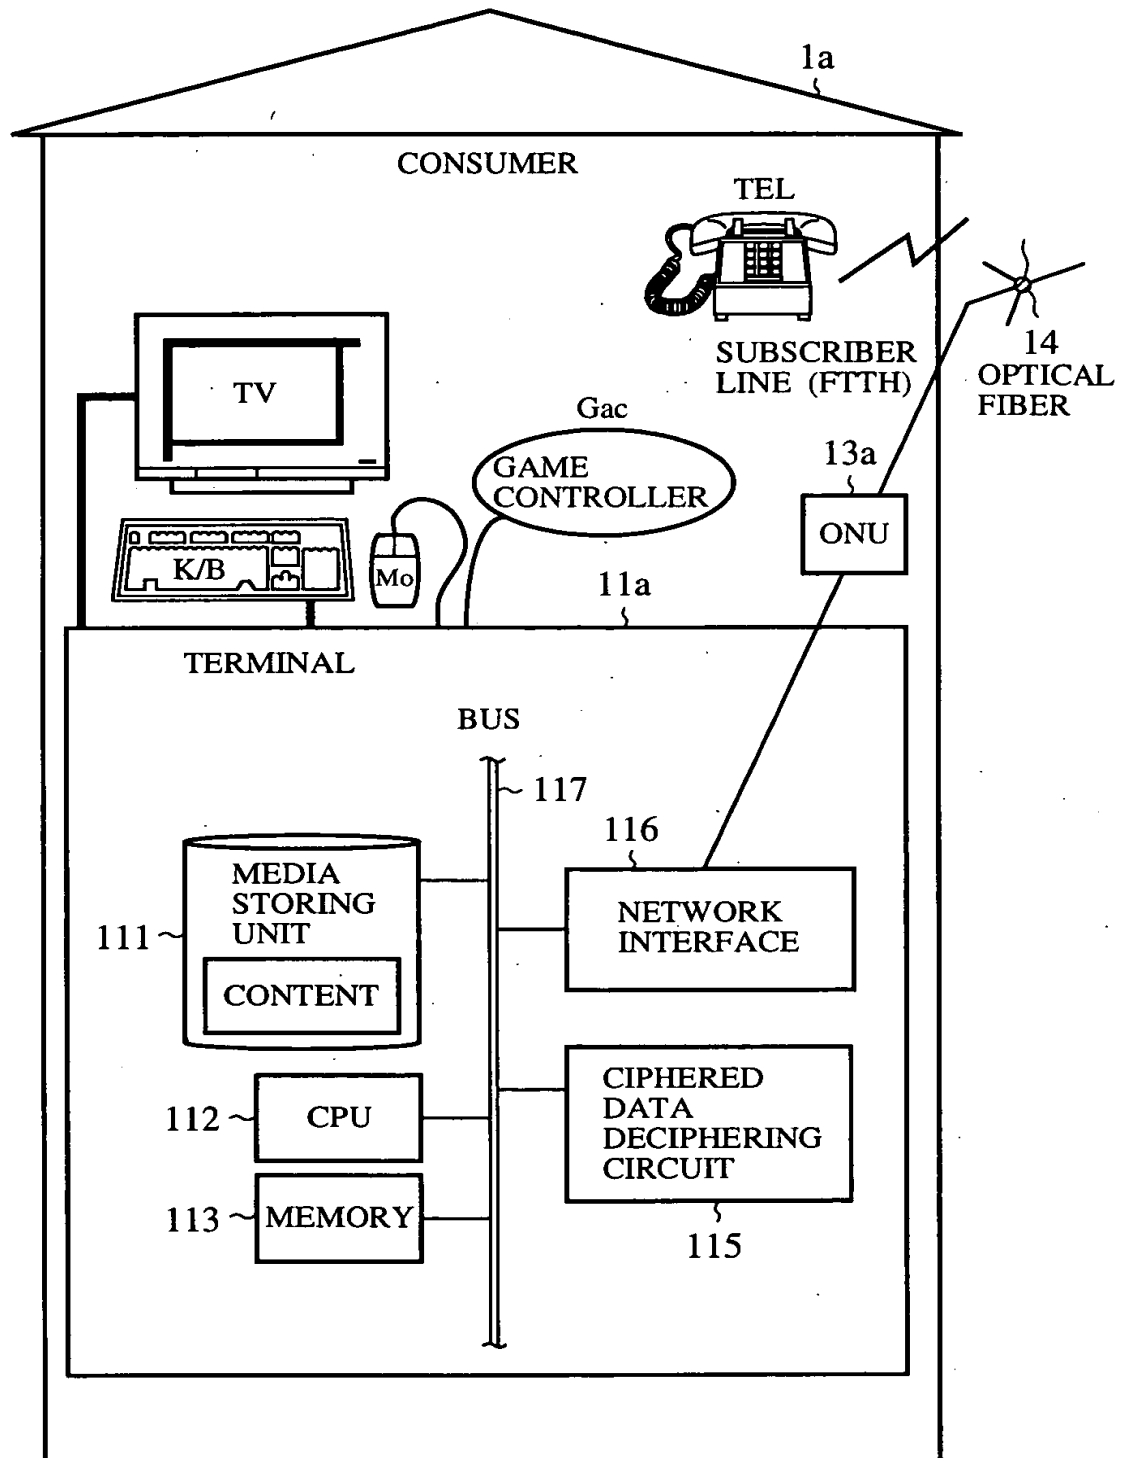 1a
CONSUMER
TEL
SUBSCRIBER
LINE (FTTH)
14
OPTICAL
FIBER
TV
Gac
GAME
CONTROLLER
13a
ONU
K/B
Mo
11a
TERMINAL
BUS
117
116
MEDIA
STORING
UNIT
111
CONTENT
NETWORK
INTERFACE
112
CPU
CIPHERED
DATA
DECIPHERING
CIRCUIT
113
MEMORY
115